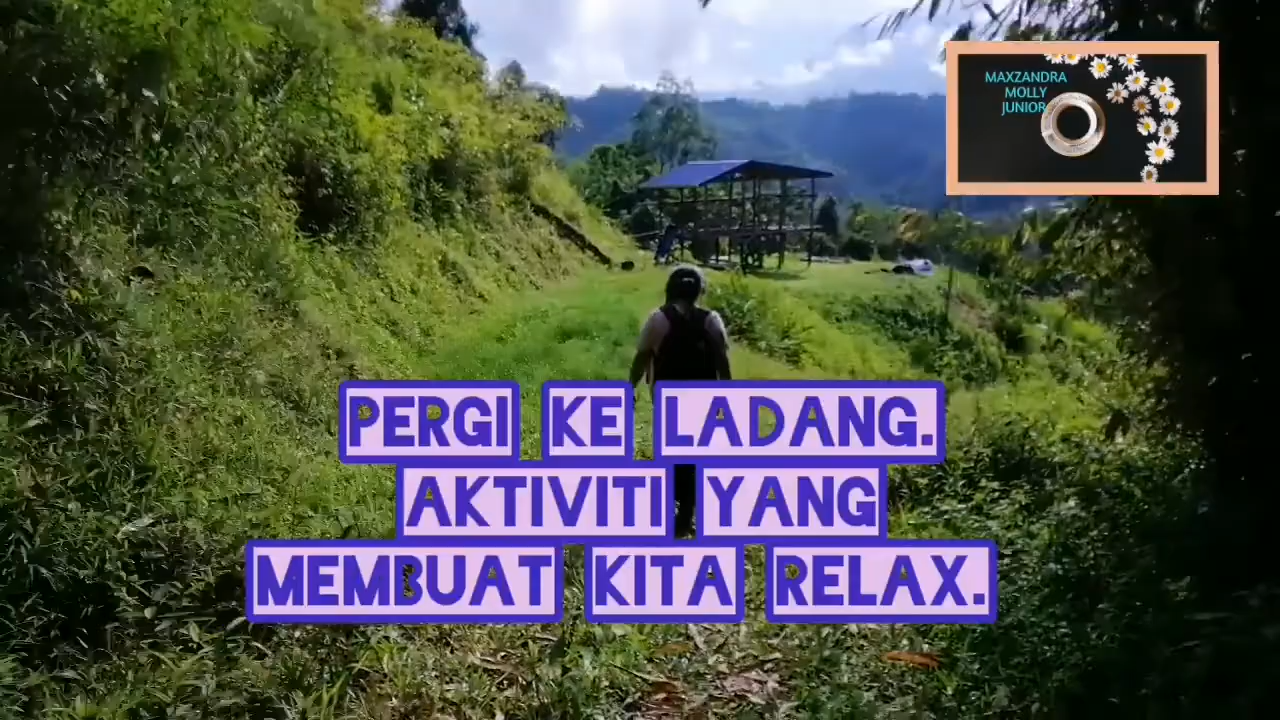 MAXZANDRA
MOLLY
JUNIOR
PERGI KE LADANG.
AKTIVITI YANG
MEMBUAT KITA RELAX.